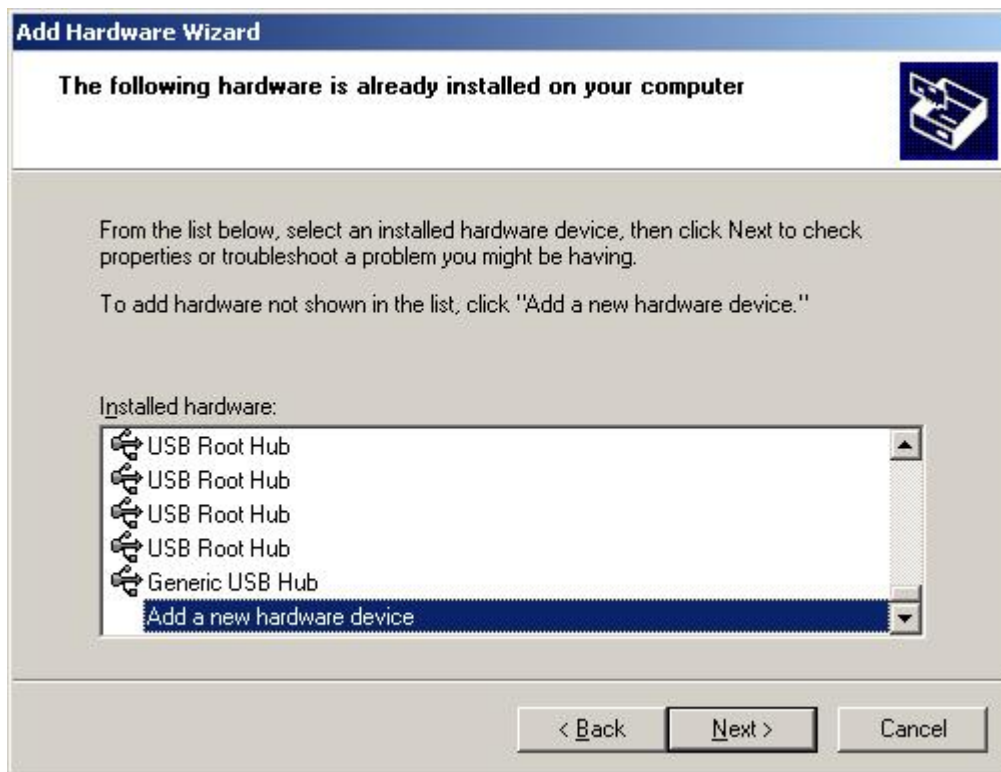 Add Hardware Wizard
The following hardware is already installed on your computer
From the list below, select an installed hardware device, then click Next to check
properties or troubleshoot a problem you might be having.
To add hardware not shown in the list, click "Add a new hardware device."
Installed hardware:
USB Root Hub
USB Root Hub
USB Root Hub
USB Root Hub
Generic USB Hub
Add a new hardware device
< Back
Next >
Cancel